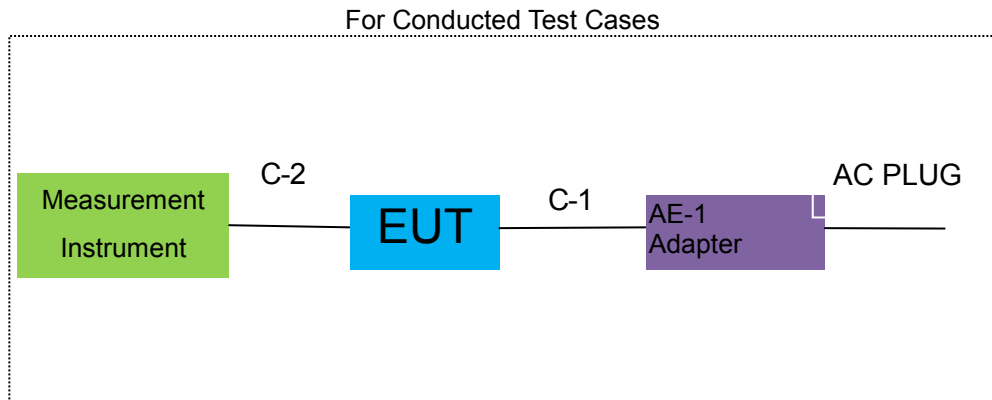 For Conducted Test Cases
Measurement
Instrument
C-2
EUT
C-1
AE-1
Adapter
AC PLUG